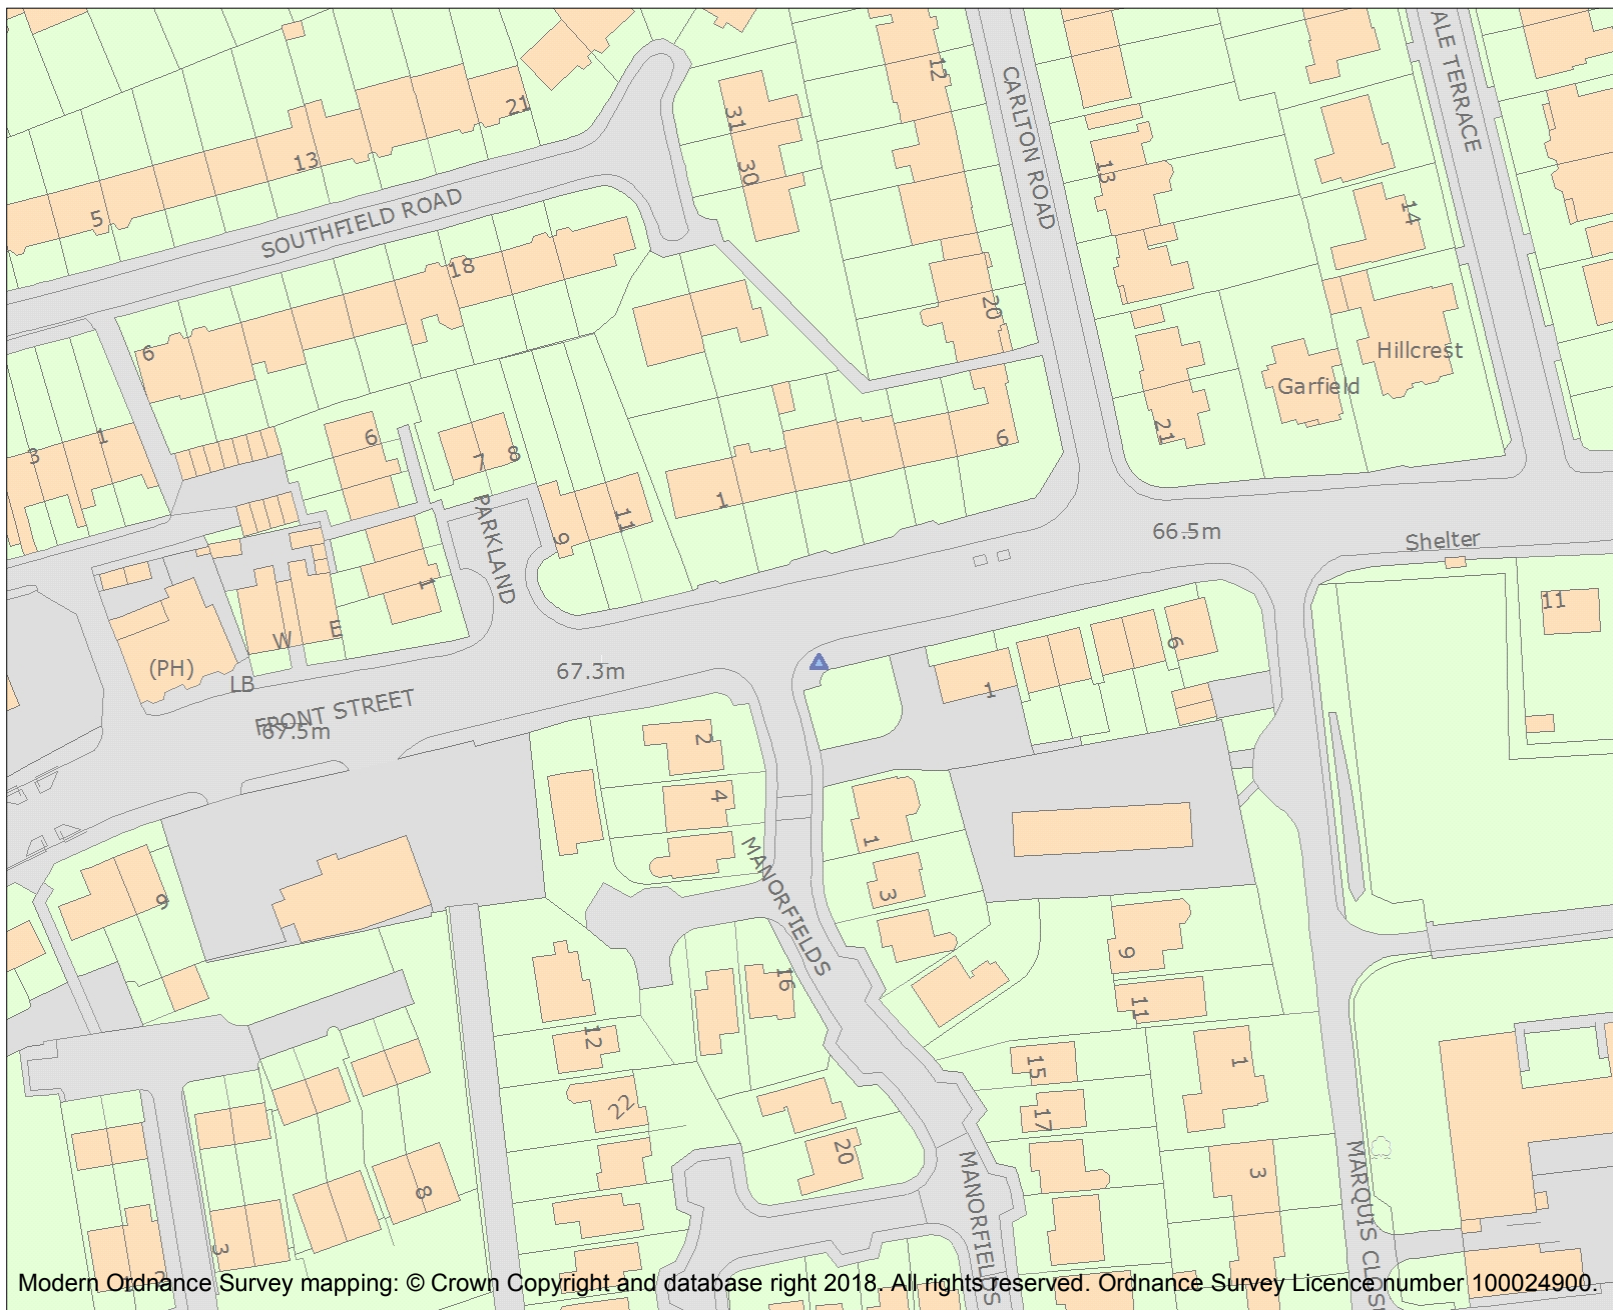 ALE TERRACE
12
CARLTON ROAD
21
31
13
13
30
5
SOUTHFIELD ROAD
14
18
20
6
Hillcrest
Garfield
1
3
6
7
8
6
21
1
11
9
PARKLAND
66.5m
Shelter
1
11
W
E
(PH)
LB
67.3m
6
1
FRONT STREET
67.5m
2
4
1
MANORFIELDS
3
9
9
16
11
12
15
1
22
17
20
3
8
3
MANORFIELDS
MARQUIS CLOS
Modern Ordnance Survey mapping: © Crown Copyright and database right 2018. All rights reserved. Ordnance Survey Licence number 100024900.